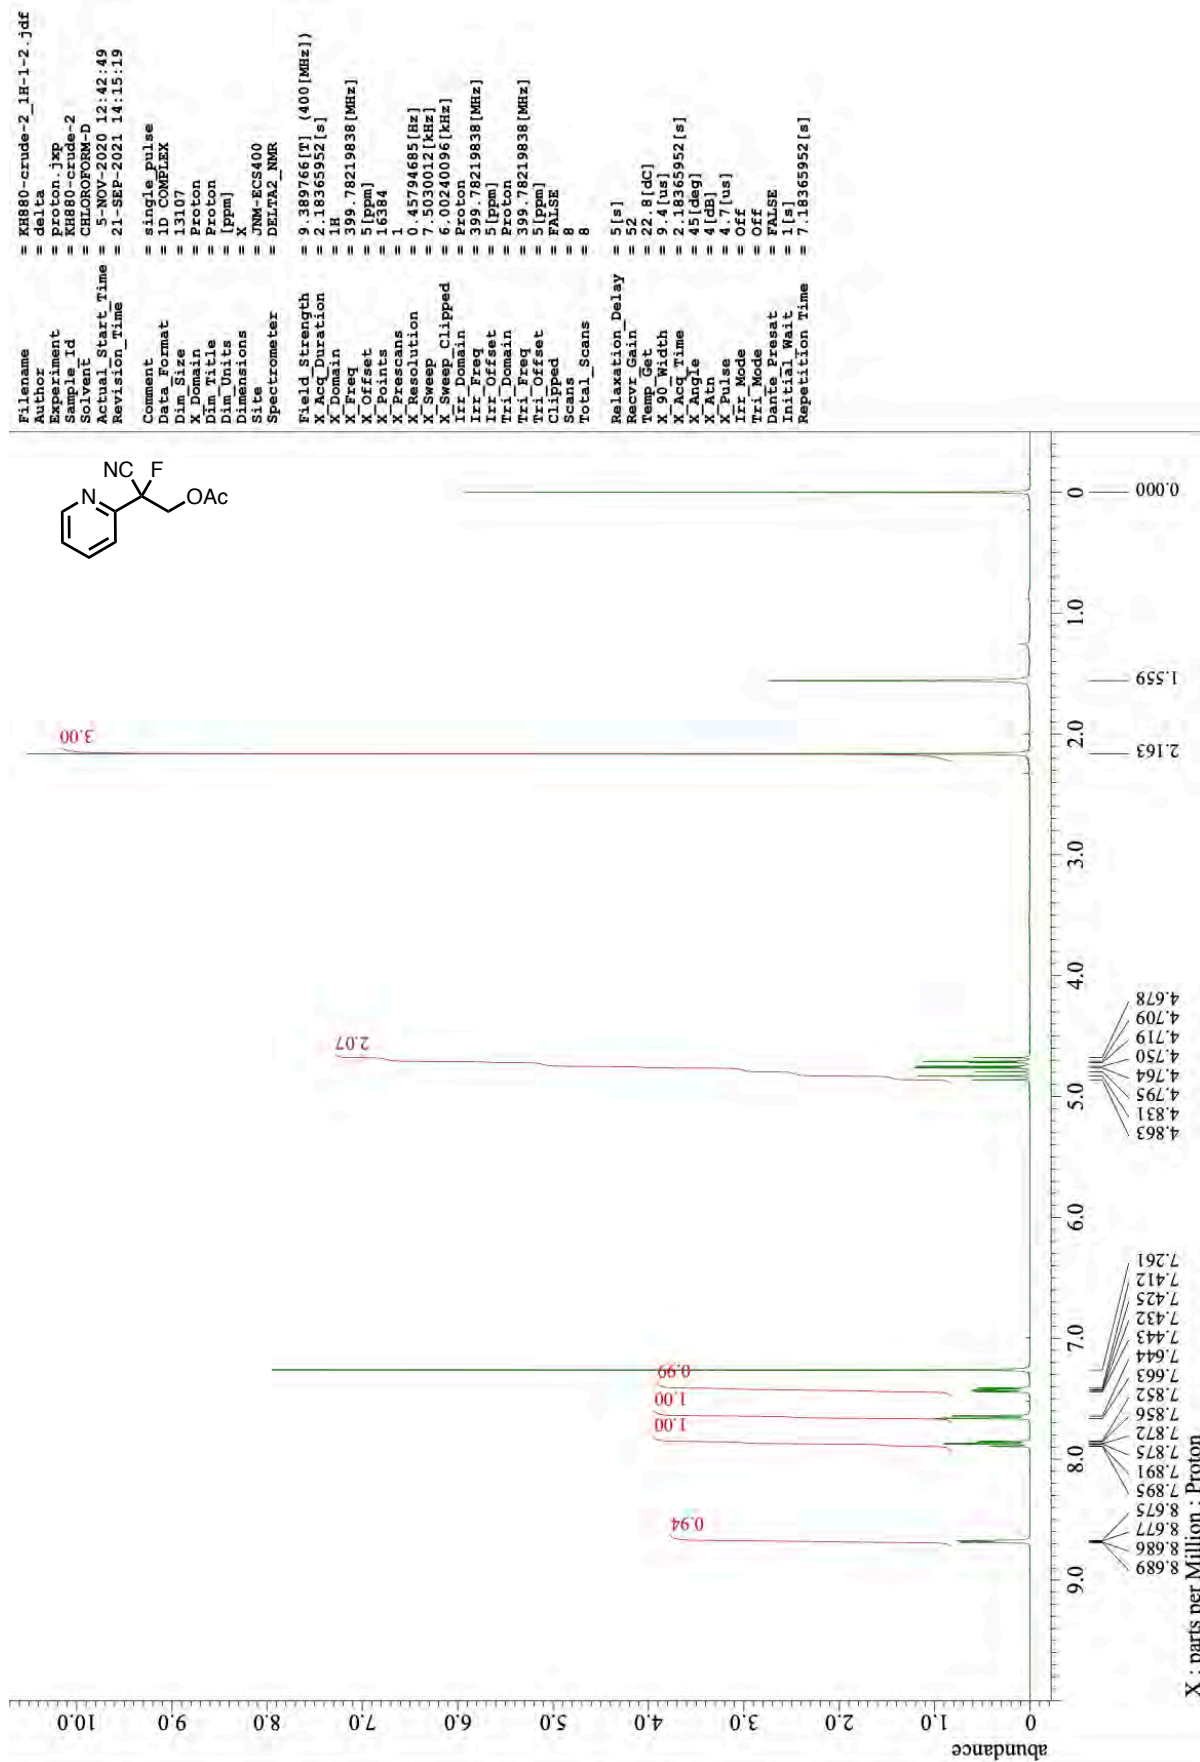 Filename = KH880-crude-2_1H-1-2.jdf
Author = delta
Experiment = proton.jxp
Sample_Id = KH880-crude-2
Solvent = CHLOROFORM-D
Actual_Start_Time = 5-NOV-2020 12:42:49
Revision_Time = 21-SEP-2021 14:15:19
Comment = single_pulse
Data_Format = 1D COMPLEX
Dim_Size = 13107
X_Domain = Proton
Dim_Title = Proton
Dim_Units = [ppm]
Dimensions = X
Site = JNM-ECS400
Spectrometer = DELTA2_NMR
Field_Strength = 9.389766[T] (400[MHz])
X_Acq_Duration = 2.18365952[s]
X_Domain = 1H
X_Freq = 399.78219838[MHz]
X_Offset = 5[ppm]
X_Points = 16384
X_Prescans = 1
X_Resolution = 0.45794685[Hz]
X_Sweep = 7.5030012[kHz]
X_Sweep_Clipped = 6.00240096[kHz]
Irr_Domain = Proton
Irr_Freq = 399.78219838[MHz]
Irr_Offset = 5[ppm]
Tri_Domain = Proton
Tri_Freq = 399.78219838[MHz]
Tri_Offset = 5[ppm]
Clipped = FALSE
Scans = 8
Total_Scans = 8
Relaxation_Delay = 5[s]
Recvr_Gain = 52
Temp_Get = 22.8[dC]
X_90_Width = 9.4[us]
X_Acq_Time = 2.18365952[s]
X_Angle = 45[deg]
X_Atn = 4[dB]
X_Pulse = 4.7[us]
Irr_Mode = Off
Tri_Mode = Off
Dante_Presat = FALSE
Initial_Wait = 1[s]
Repetition_Time = 7.18365952[s]
NC F
N
OAc
abundance
0 1.0 2.0 3.0 4.0 5.0 6.0 7.0 8.0 9.0 10.0
0.94
1.00
1.00
0.99
2.07
3.00
9.0 8.0 7.0 6.0 5.0 4.0 3.0 2.0 1.0 0
8.689
8.686
8.677
8.675
7.895
7.891
7.875
7.872
7.856
7.852
7.663
7.644
7.443
7.432
7.425
7.412
7.261
4.863
4.831
4.795
4.764
4.750
4.719
4.709
4.678
2.163
1.559
0.000
X : parts per Million : Proton